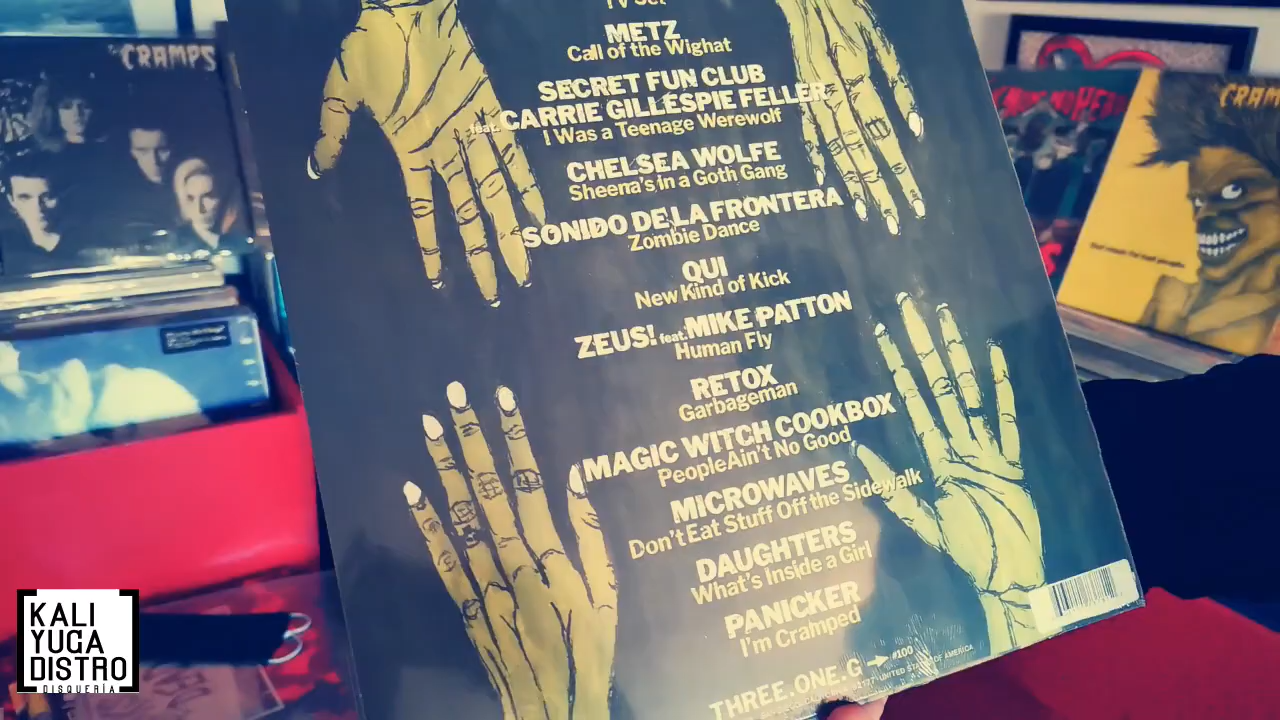 TV Set
METZ
Call of the Wighat
SECRET FUN CLUB
feat. CARRIE GILLESPIE FELLER
I Was a Teenage Werewolf
CHELSEA WOLFE
Sheena's in a Goth Gang
SONIDO DE LA FRONTERA
Zombie Dance
QUI
New Kind of Kick
ZEUS! feat. MIKE PATTON
Human Fly
RETOX
Garbageman
MAGIC WITCH COOKBOX
People Ain't No Good
MICROWAVES
Don't Eat Stuff Off the Sidewalk
DAUGHTERS
What's Inside a Girl
PANICKER
I'm Cramped
THREE.ONE.G → #100
UNITED STATES OF AMERICA
CRAMPS
CRAM
KALI
YUGA
DISTRO
DISQUERÍA